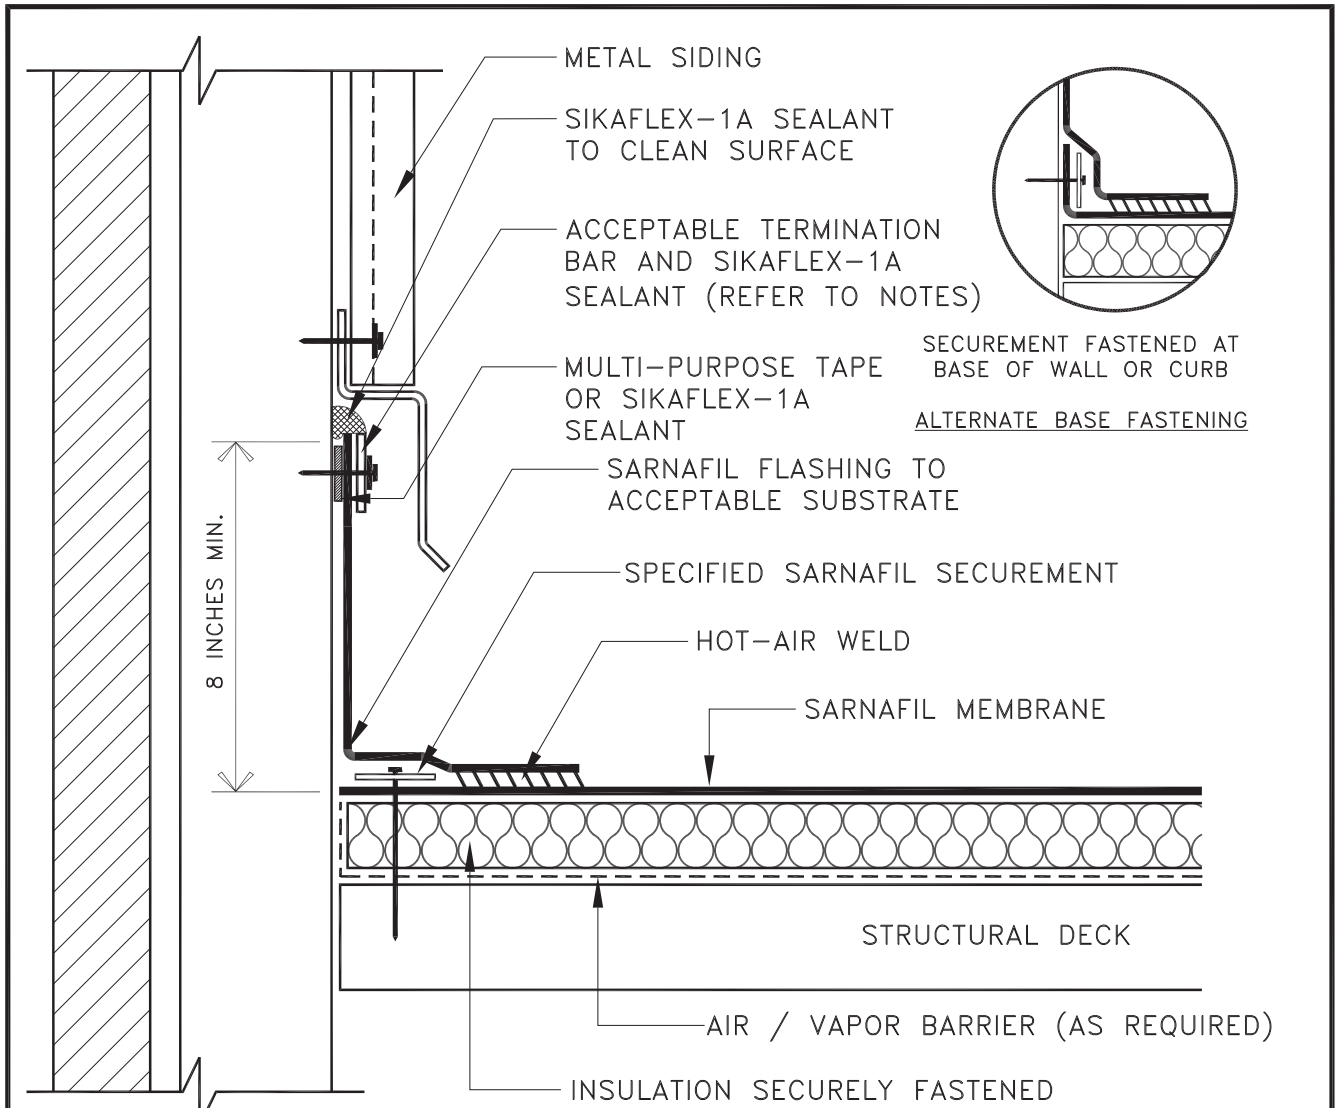 METAL SIDING
SIKAFLEX-1A SEALANT
TO CLEAN SURFACE
ACCEPTABLE TERMINATION
BAR AND SIKAFLEX-1A
SEALANT (REFER TO NOTES)
SECUREMENT FASTENED AT
BASE OF WALL OR CURB
ALTERNATE BASE FASTENING
MULTI-PURPOSE TAPE
OR SIKAFLEX-1A
SEALANT
SARNAFIL FLASHING TO
ACCEPTABLE SUBSTRATE
8 INCHES MIN.
SPECIFIED SARNAFIL SECUREMENT
HOT-AIR WELD
SARNAFIL MEMBRANE
STRUCTURAL DECK
AIR / VAPOR BARRIER (AS REQUIRED)
INSULATION SECURELY FASTENED